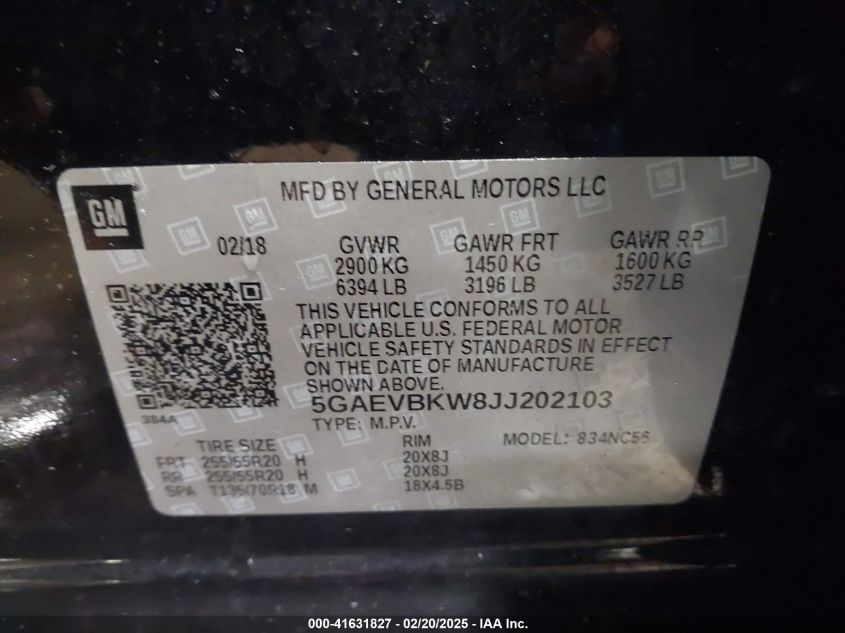 GM
MFD BY GENERAL MOTORS LLC
02/18 GVWR GAWR FRT GAWR RR
2900 KG 1450 KG 1600 KG
6394 LB 3196 LB 3527 LB
THIS VEHICLE CONFORMS TO ALL
APPLICABLE U.S. FEDERAL MOTOR
VEHICLE SAFETY STANDARDS IN EFFECT
ON THE DATE OF MANUFACTURE
SHOWN ABOVE.
384A
5GAEVBKW8JJ202103
TYPE: M.P.V. MODEL: 834NC56
TIRE SIZE RIM
FRT 255/55R20 H 20X8J
RR 255/55R20 H 20X8J
SPA T135/70R18 M 18X4.5B
000-41631827 — 02/20/2025 - IAA Inc.